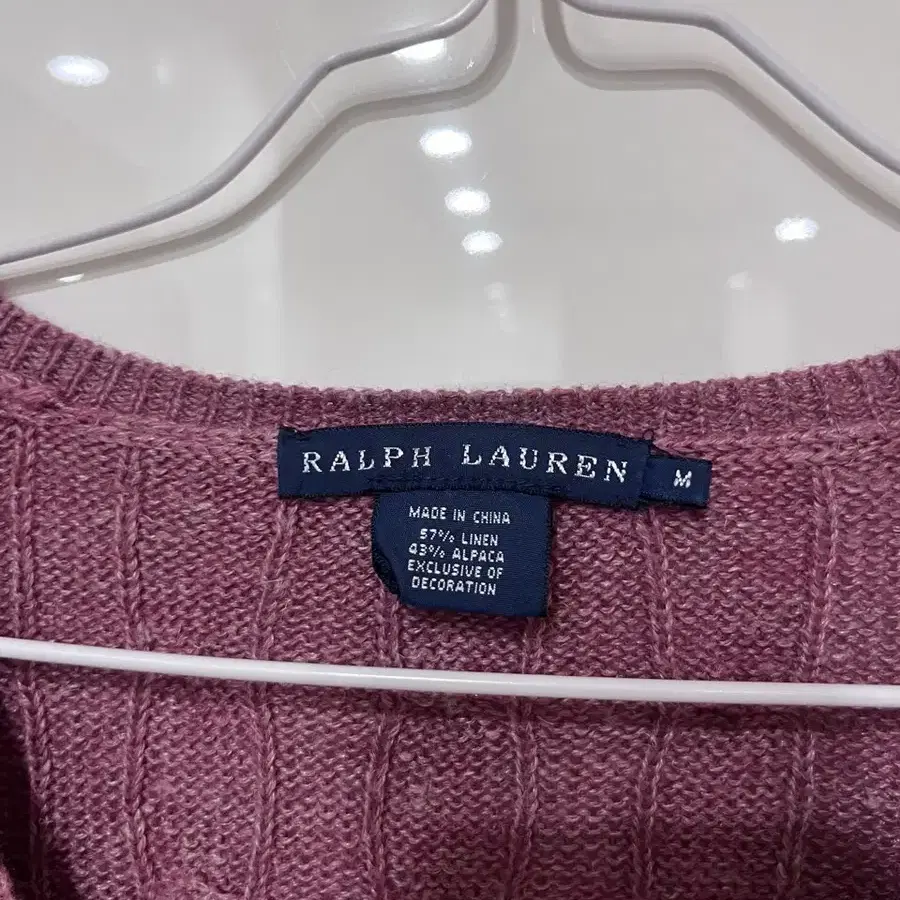 RALPH LAUREN
M
MADE IN CHINA
57% LINEN
43% ALPACA
EXCLUSIVE OF
DECORATION